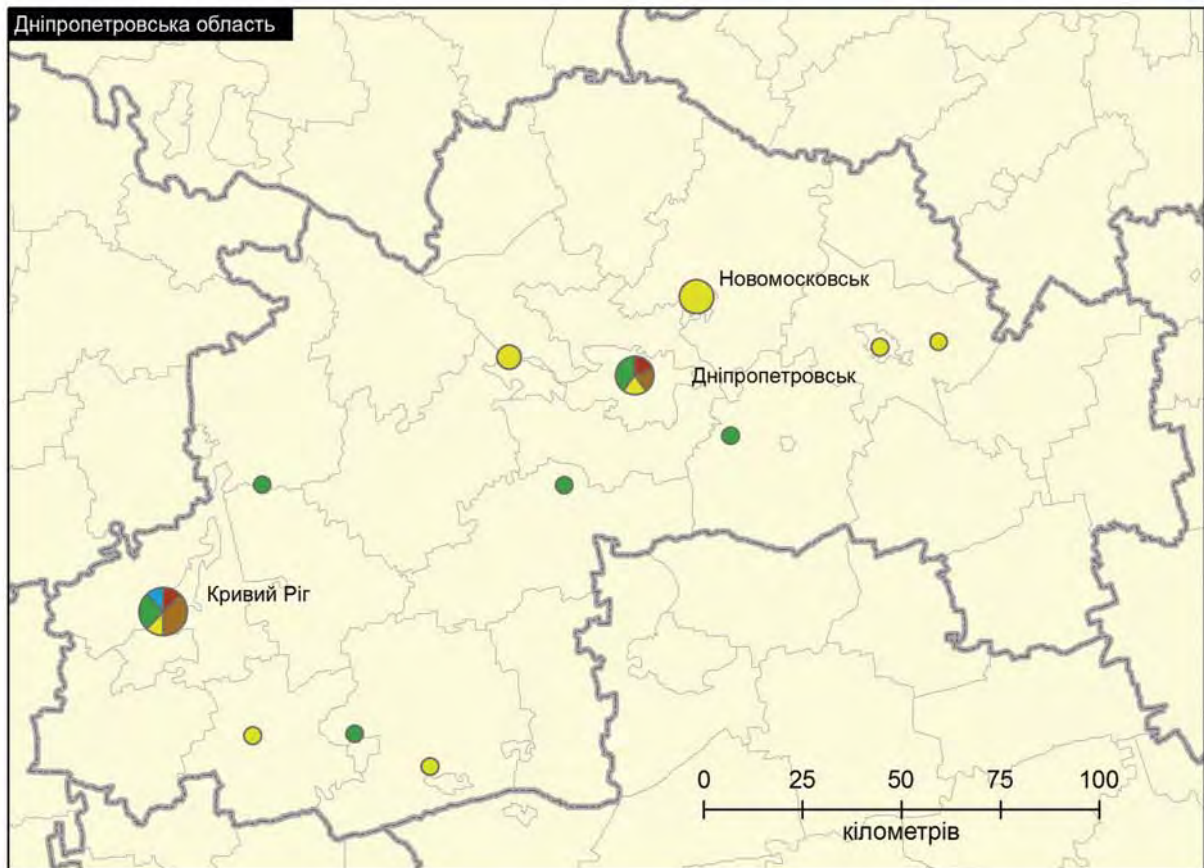 Дніпропетровська область
Новомосковськ
Дніпропетровськ
Кривий Ріг
0 25 50 75 100
кілометрів